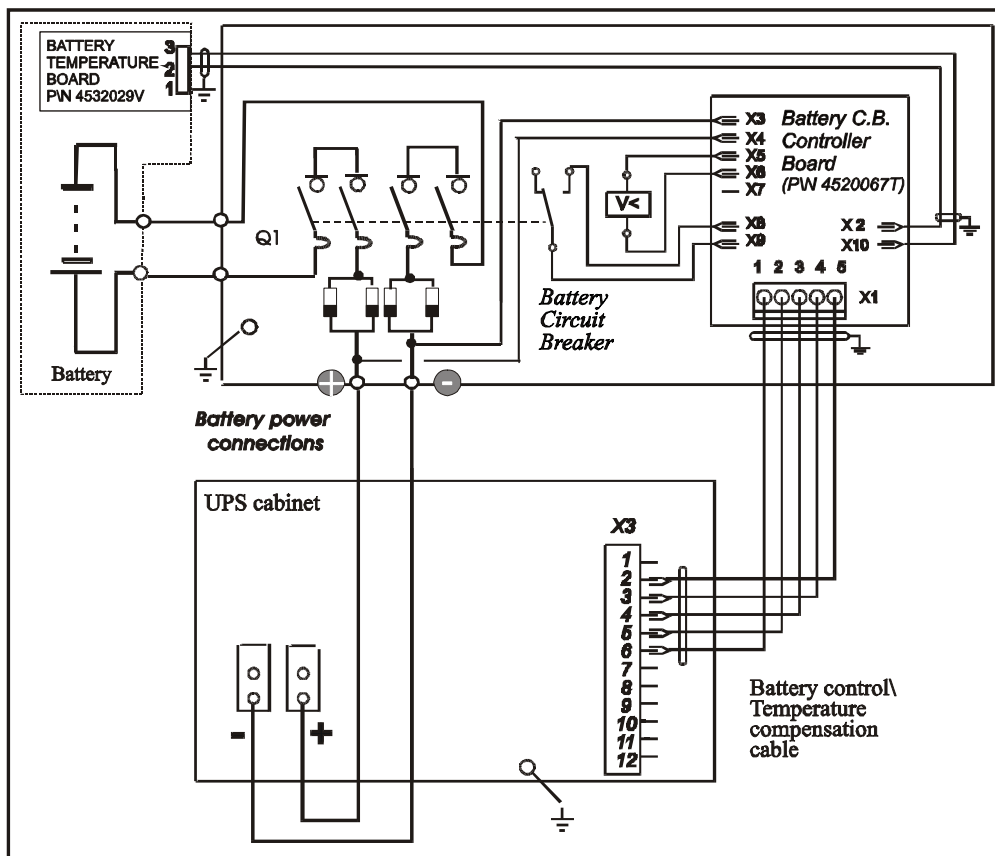 BATTERY
TEMPERATURE
BOARD
P\N 4532029V
3
2
1
Q1
Battery
X3
X4
X5
X6
X7
X8
X9
Battery C.B.
Controller
Board
(P\N 4520067T)
X 2
X10
1 2 3 4 5
X1
V<
Battery
Circuit
Breaker
+
-
Battery power
connections
UPS cabinet
X3
1
2
3
4
5
6
7
8
9
10
11
12
-
+
Battery control\
Temperature
compensation
cable